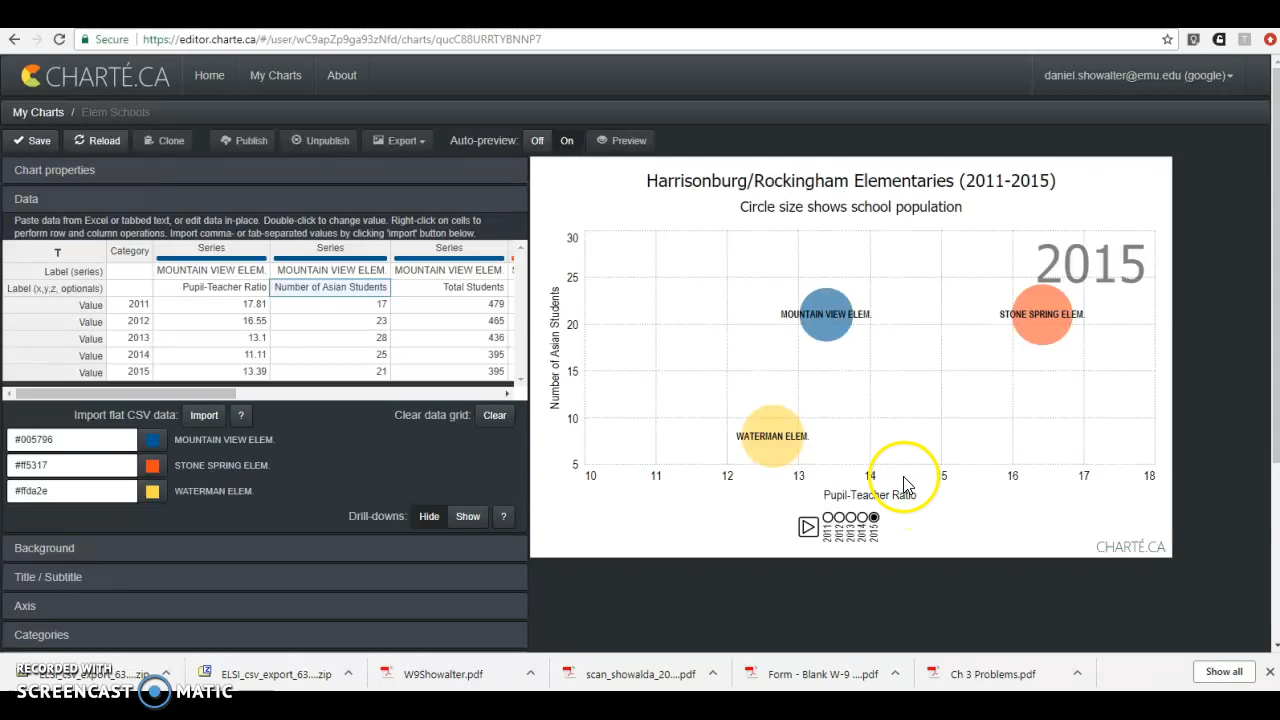 Secure https://editor.charte.ca/#/user/wC9apZp9ga93zNfd/charts/qucC88URRTYBNNP7
CHARTÉ.CA Home My Charts About daniel.showalter@emu.edu (google)
My Charts / Elem Schools
Save Reload Clone Publish Unpublish Export Auto-preview: Off On Preview
Chart properties
Data
Paste data from Excel or tabbed text, or edit data in-place. Double-click to change value. Right-click on cells to
perform row and column operations. Import comma- or tab-separated values by clicking 'import' button below.
T Category Series Series Series
Label (series) MOUNTAIN VIEW ELEM. MOUNTAIN VIEW ELEM. MOUNTAIN VIEW ELEM.
Label (x,y,z, optionals) Pupil-Teacher Ratio Number of Asian Students Total Students
Value 2011 17.81 17 479
Value 2012 16.55 23 465
Value 2013 13.1 28 436
Value 2014 11.11 25 395
Value 2015 13.39 21 395
Import flat CSV data: Import ? Clear data grid: Clear
#005796 MOUNTAIN VIEW ELEM.
#ff5317 STONE SPRING ELEM.
#ffda2e WATERMAN ELEM.
Drill-downs: Hide Show ?
Background
Title / Subtitle
Axis
Categories
Harrisonburg/Rockingham Elementaries (2011-2015)
Circle size shows school population
2015
Number of Asian Students
30
25
20
15
10
5
MOUNTAIN VIEW ELEM.
STONE SPRING ELEM.
WATERMAN ELEM.
10 11 12 13 14 15 16 17 18
Pupil-Teacher Ratio
2011 2012 2013 2014 2015
CHARTÉ.CA
ELSI_csv_export_63....zip ELSI_csv_export_63....zip W9Showalter.pdf scan_showalda_20....pdf Form - Blank W-9 ....pdf Ch 3 Problems.pdf Show all
RECORDED WITH
SCREENCAST MATIC